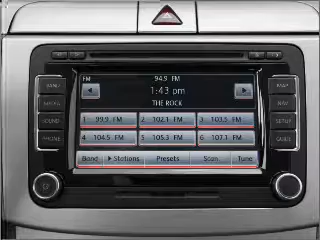 FM 94.9 FM
1:43 pm
THE ROCK
1 99.9 FM 2 102.1 FM 3 103.5 FM
4 104.5 FM 5 105.3 FM 6 107.1 FM
Band Stations Presets Scan Tune
BAND
MEDIA
SOUND
PHONE
MAP
NAV
SETUP
GUIDE